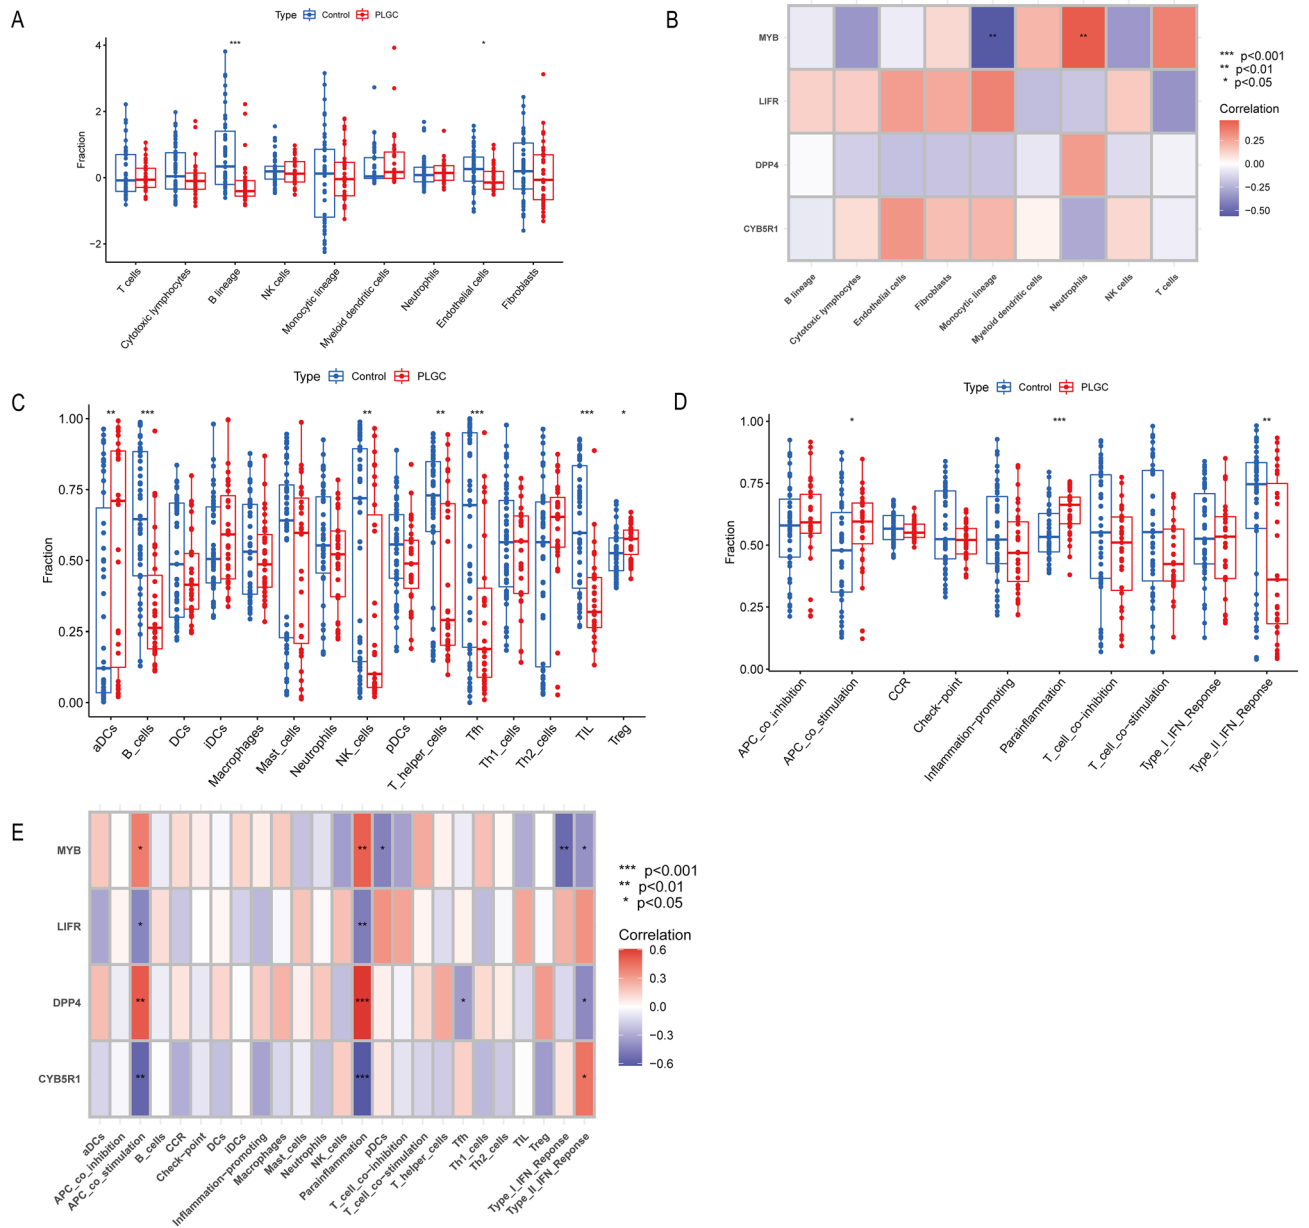 A
Type Control PLGC
*** *
4
2
0
−2
Fraction
T cells
Cytotoxic lymphocytes
B lineage
NK cells
Monocytic lineage
Myeloid dendritic cells
Neutrophils
Endothelial cells
Fibroblasts
B
MYB
LIFR
DPP4
CYB5R1
** **
B lineage
Cytotoxic lymphocytes
Endothelial cells
Fibroblasts
Monocytic lineage
Myeloid dendritic cells
Neutrophils
NK cells
T cells
*** p<0.001
** p<0.01
* p<0.05
Correlation
0.25
0.00
−0.25
−0.50
C
Type Control PLGC
** *** ** ** *** *** *
1.00
0.75
0.50
0.25
0.00
Fraction
aDCs
B_cells
DCs
iDCs
Macrophages
Mast_cells
Neutrophils
NK_cells
pDCs
T_helper_cells
Tfh
Th1_cells
Th2_cells
TIL
Treg
D
Type Control PLGC
* *** **
1.00
0.75
0.50
0.25
0.00
Fraction
APC_co_inhibition
APC_co_stimulation
CCR
Check−point
Inflammation−promoting
Parainflammation
T_cell_co−inhibition
T_cell_co−stimulation
Type_I_IFN_Reponse
Type_II_IFN_Reponse
E
MYB
LIFR
DPP4
CYB5R1
* ** * ** *
* **
** *** * *
** *** *
aDCs
APC_co_inhibition
APC_co_stimulation
B_cells
CCR
Check−point
DCs
iDCs
Inflammation−promoting
Macrophages
Mast_cells
Neutrophils
NK_cells
Parainflammation
pDCs
T_cell_co−inhibition
T_cell_co−stimulation
T_helper_cells
Tfh
Th1_cells
Th2_cells
TIL
Treg
Type_I_IFN_Reponse
Type_II_IFN_Reponse
*** p<0.001
** p<0.01
* p<0.05
Correlation
0.6
0.3
0.0
−0.3
−0.6